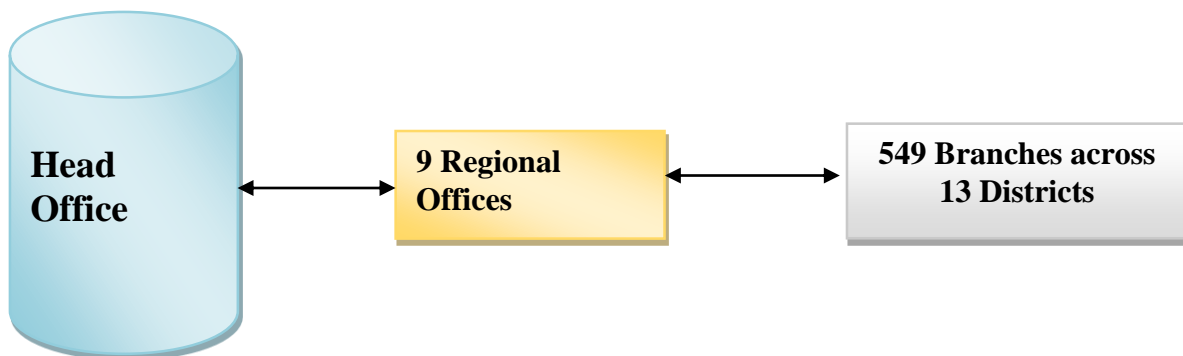 Head
Office
9 Regional
Offices
549 Branches across
13 Districts